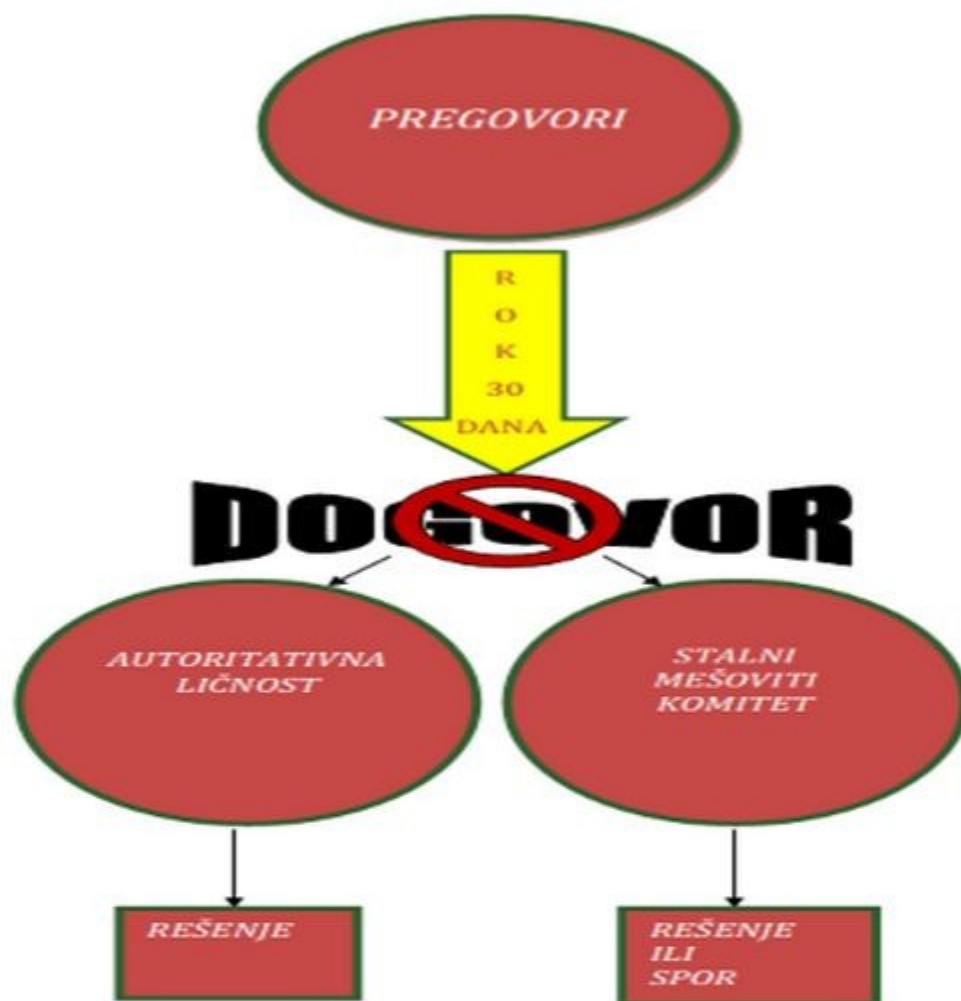 PREGOVORI
R
O
K
30
DANA
DOGOVOR
AUTORITATIVNA
LIČNOST
STALNI
MEŠOVITI
KOMITET
REŠENJE
REŠENJE
ILI
SPOR